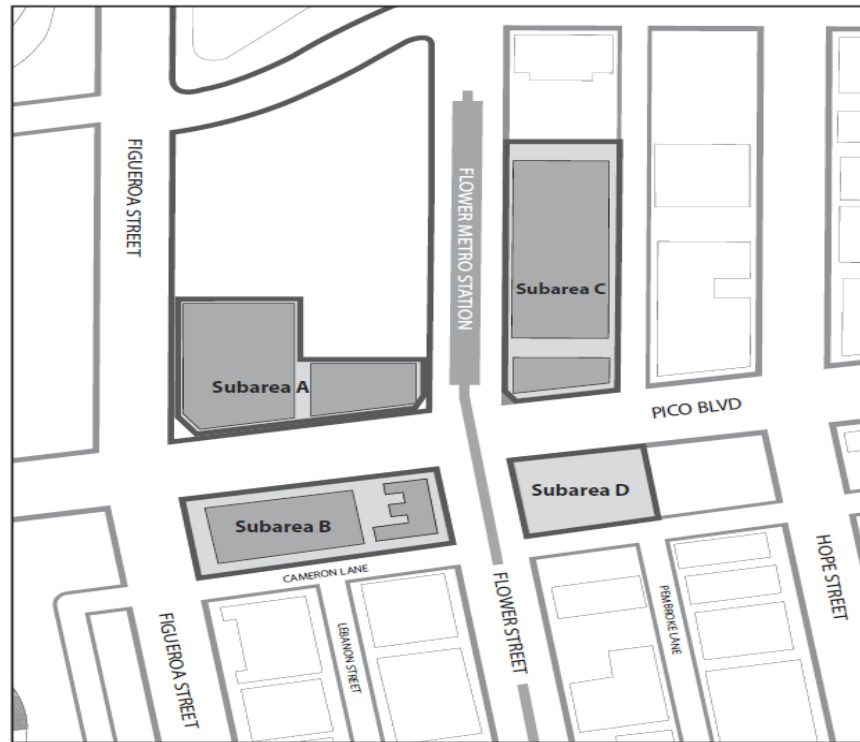 FIGUEROA STREET
FLOWER METRO STATION
Subarea C
Subarea A
PICO BLVD
Subarea D
Subarea B
CAMERON LANE
HOPE STREET
FLOWER STREET
PEMBROKE LANE
LEBANON STREET
FIGUEROA STREET